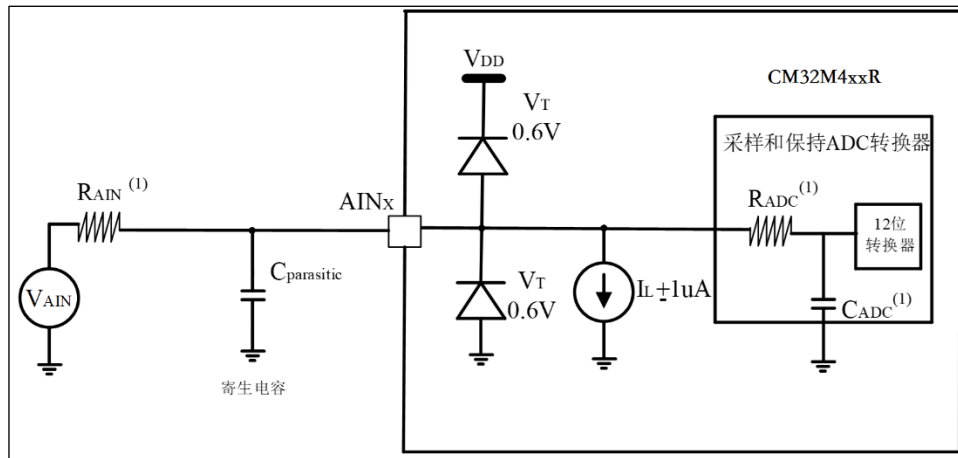 VDD
CM32M4xxR
VT
0.6V
采样和保持ADC转换器
RAIN (1)
AINX
RADC(1)
12位
转换器
Cparasitic
VAIN
VT
0.6V
IL±1uA
CADC(1)
寄生电容